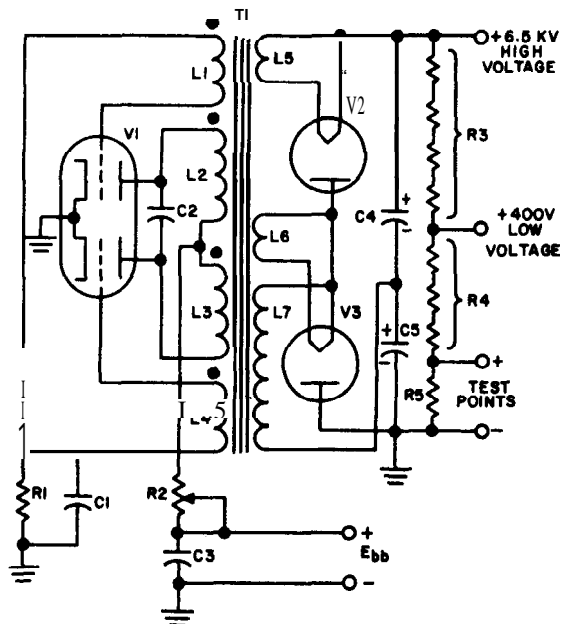 T1
+6.5 KV
HIGH
VOLTAGE
L1
L5
V2
V1
R3
L2
C2
C4
+
-
+400V
LOW
VOLTAGE
L6
L3
L7
V3
+
C5
-
R4
+
R5
TEST
POINTS
-
R1
C1
R2
+
Ebb
C3
-